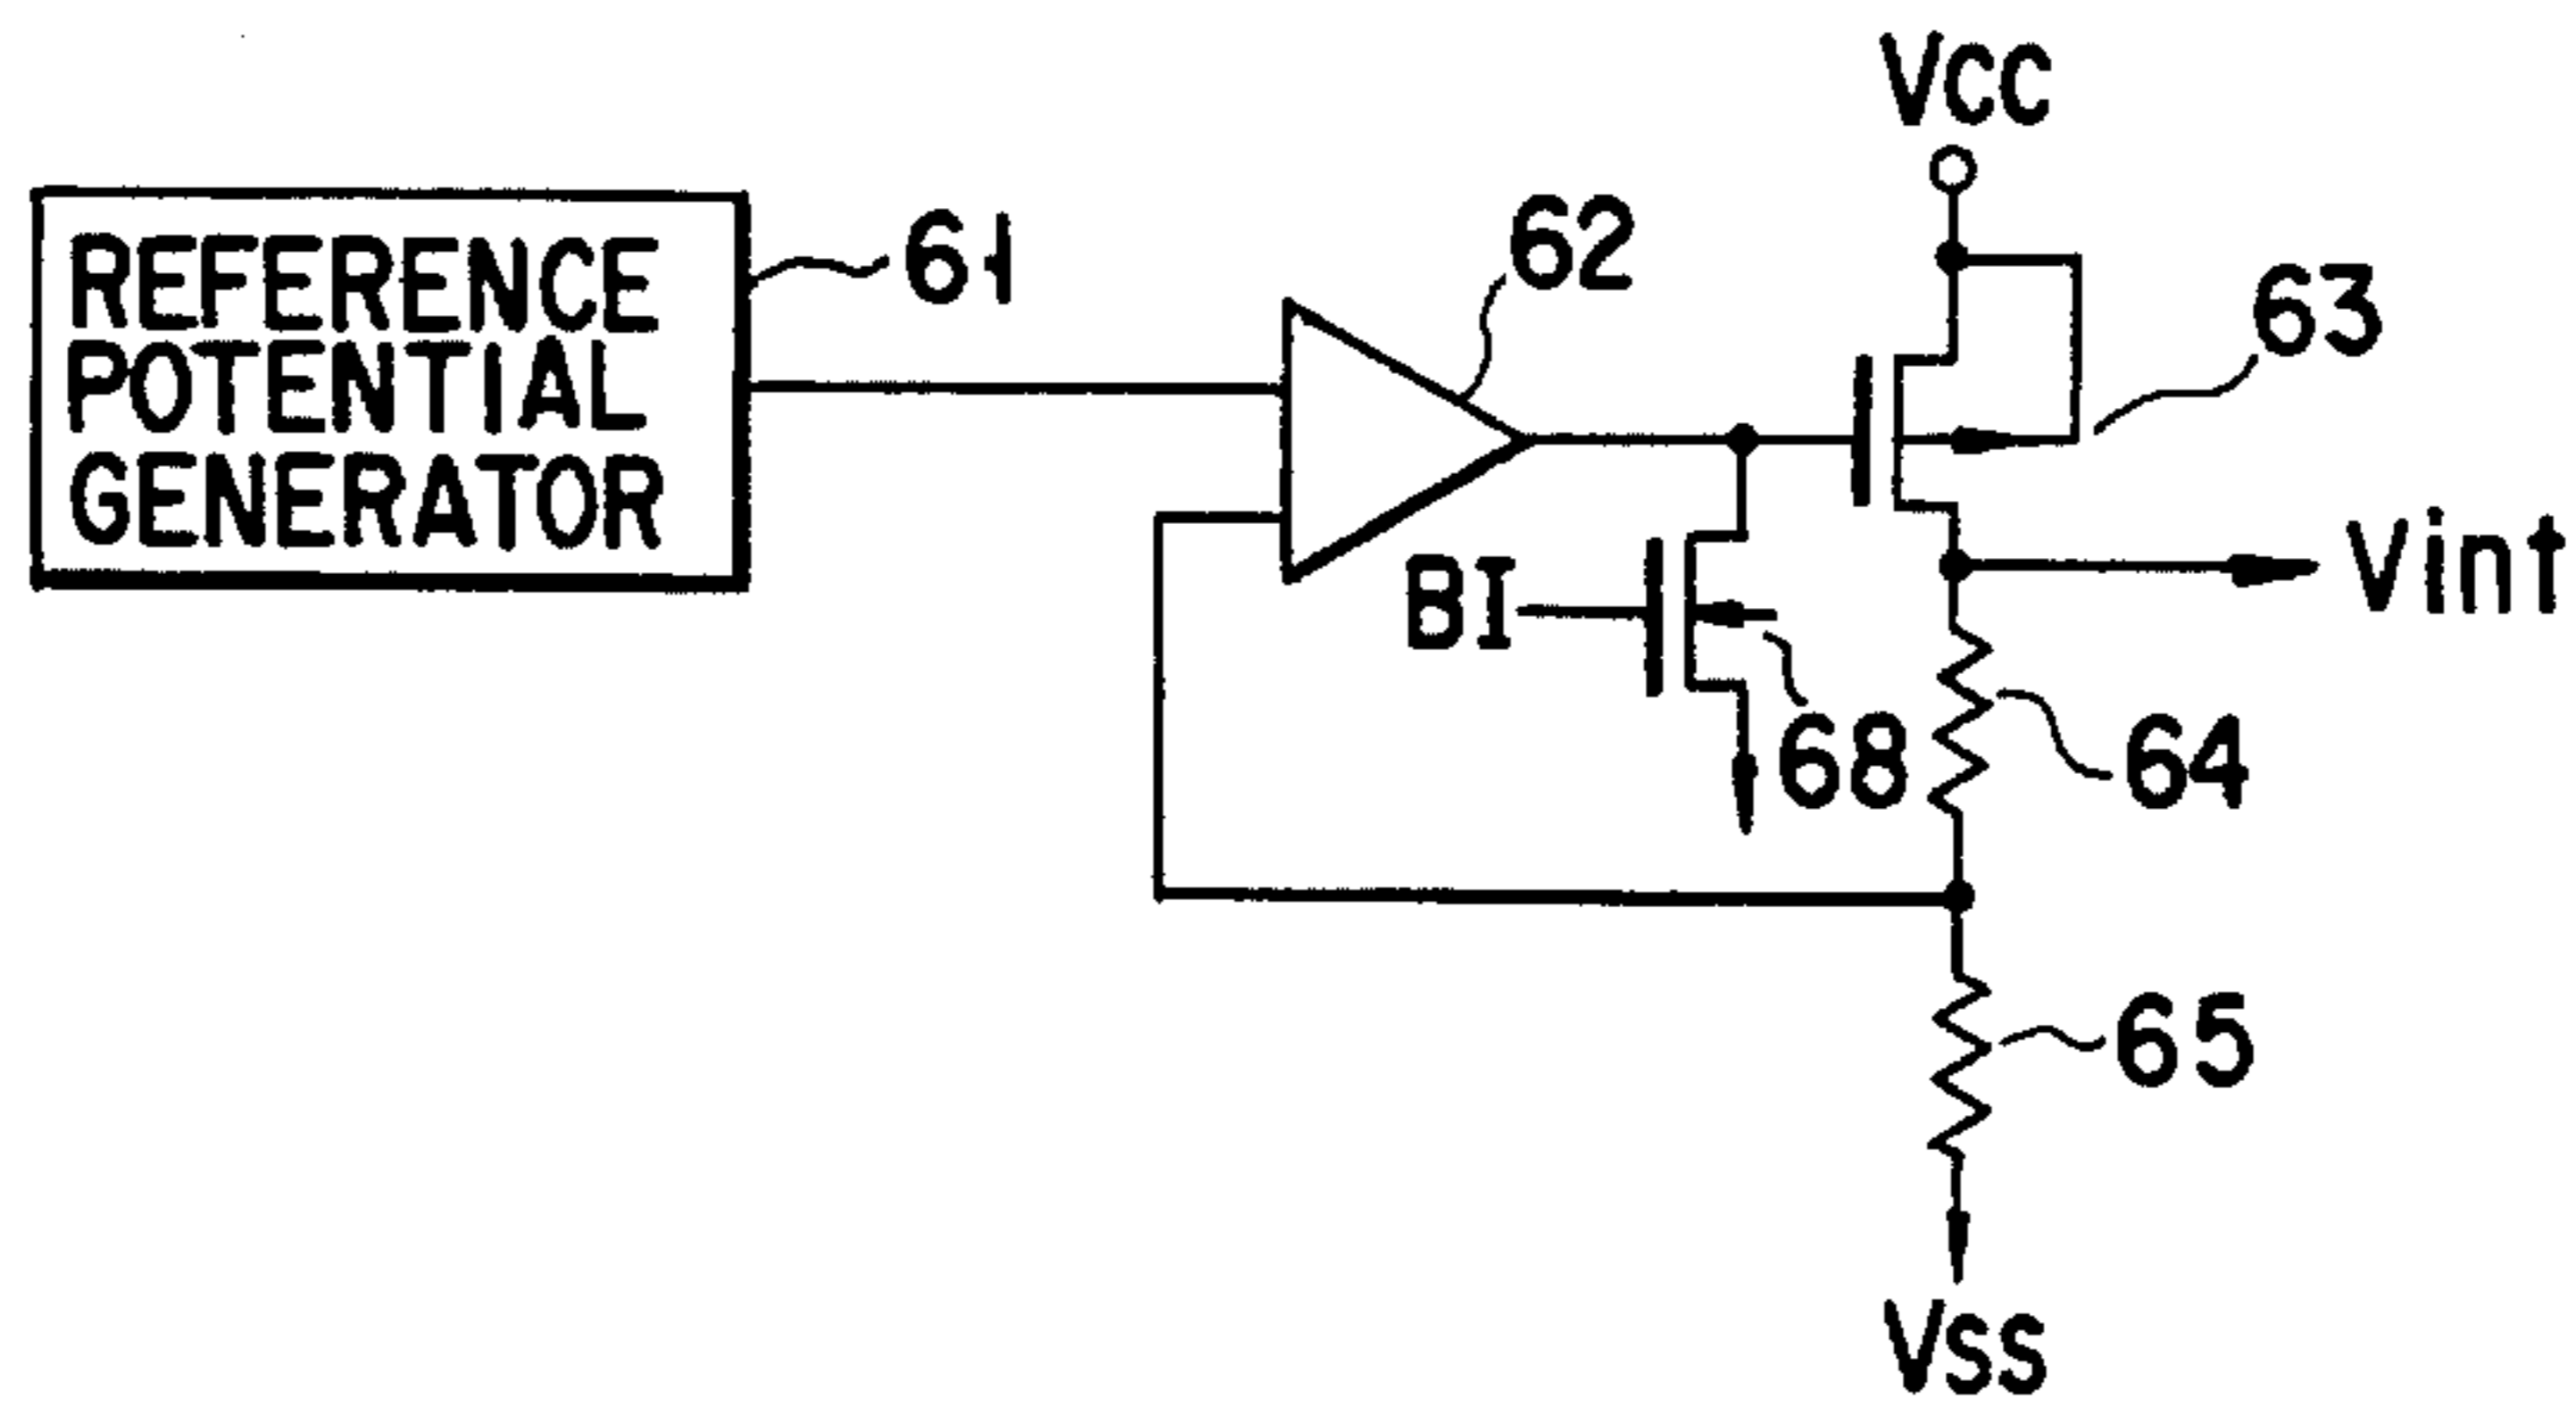 VCC
REFERENCE
POTENTIAL
GENERATOR
61
62
63
BI
Vint
68
64
65
VSS